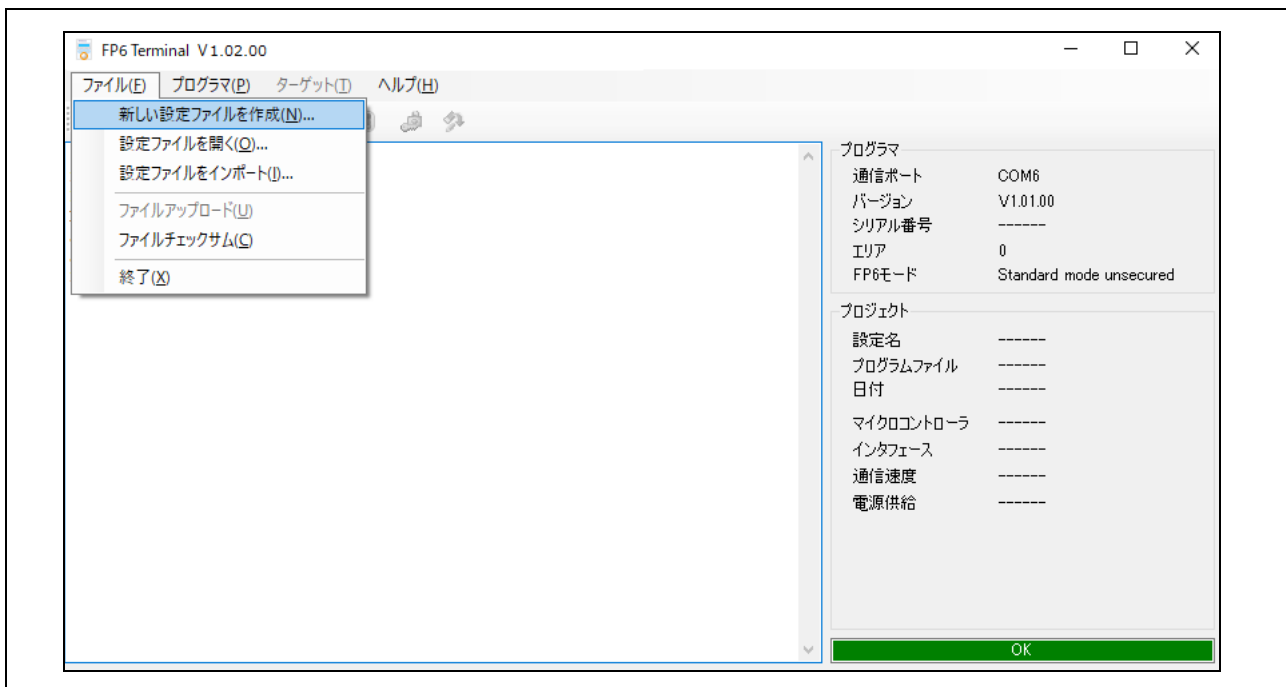 FP6 Terminal V1.02.00
ファイル(F) プログラマ(P) ターゲット(T) ヘルプ(H)
新しい設定ファイルを作成(N)...
設定ファイルを開く(O)...
設定ファイルをインポート(I)...
ファイルアップロード(U)
ファイルチェックサム(C)
終了(X)
プログラマ
通信ポート COM6
バージョン V1.01.00
シリアル番号 ------
エリア 0
FP6モード Standard mode unsecured
プロジェクト
設定名 ------
プログラムファイル ------
日付 ------
マイクロコントローラ ------
インタフェース ------
通信速度 ------
電源供給 ------
OK